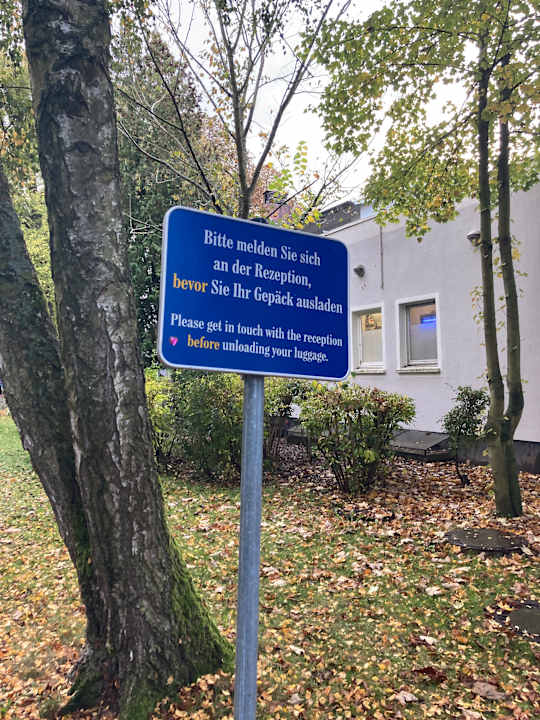 Bitte melden Sie sich
an der Rezeption,
bevor Sie Ihr Gepäck ausladen
Please get in touch with the reception
before unloading your luggage.